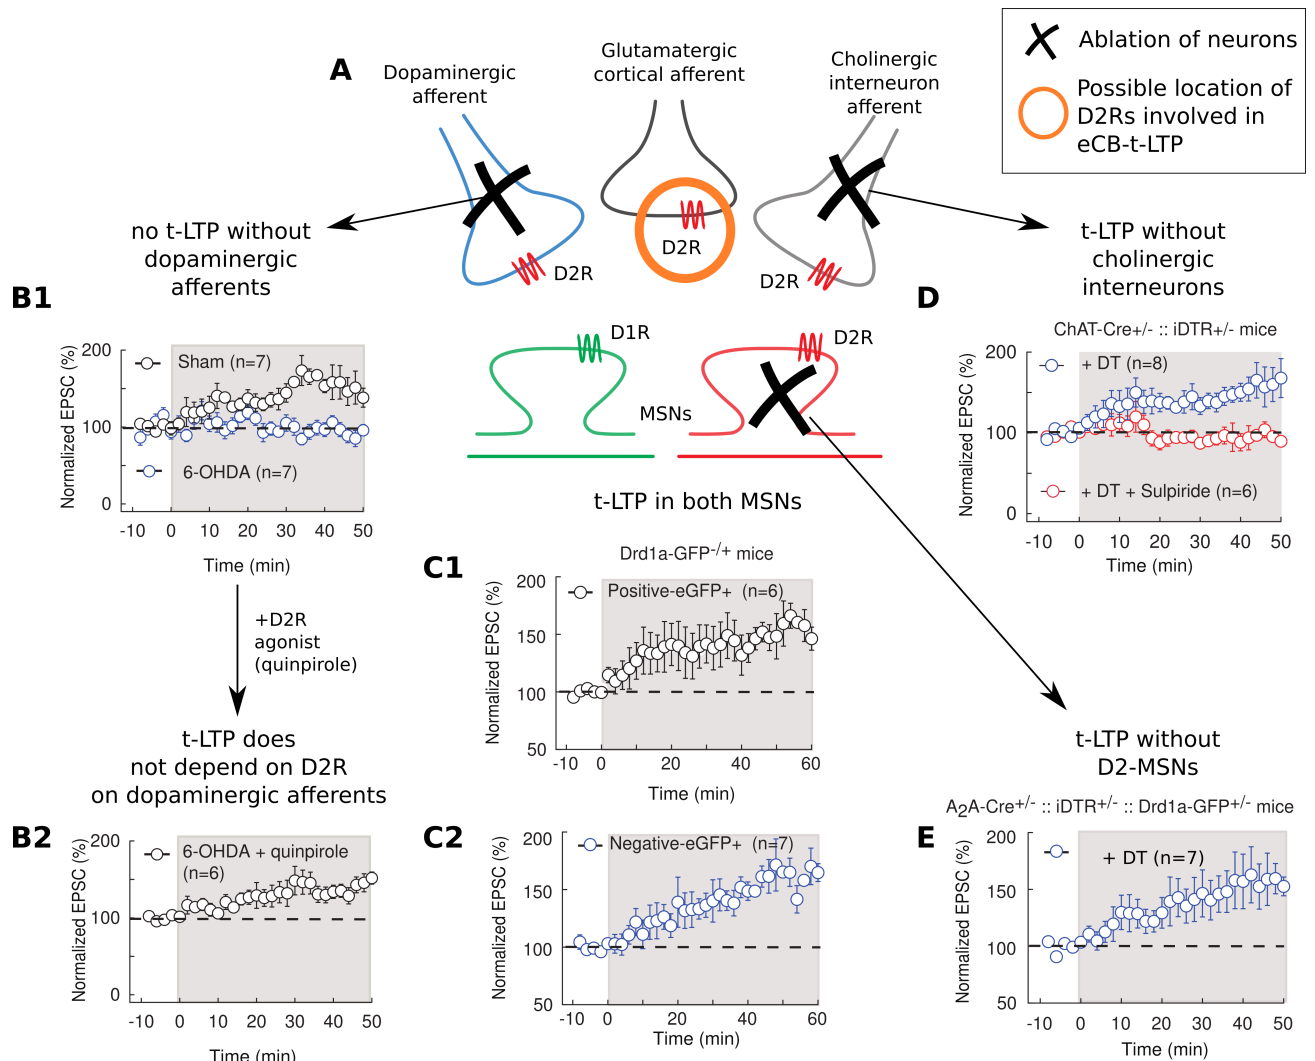 A
Dopaminergic
afferent
Glutamatergic
cortical afferent
Cholinergic
interneuron
afferent
Ablation of neurons
Possible location of
D2Rs involved in
eCB-t-LTP
D2R
D2R
D2R
no t-LTP without
dopaminergic
afferents
t-LTP without
cholinergic
interneurons
D1R
D2R
MSNs
t-LTP in both MSNs
B1
Normalized EPSC (%)
200
100
0
Sham (n=7)
6-OHDA (n=7)
-10 0 10 20 30 40 50
Time (min)
+D2R
agonist
(quinpirole)
t-LTP does
not depend on D2R
on dopaminergic afferents
B2
Normalized EPSC (%)
200
100
0
6-OHDA + quinpirole
(n=6)
-10 0 10 20 30 40 50
Time (min)
C1
Drd1a-GFP-/+ mice
Normalized EPSC (%)
200
150
100
50
Positive-eGFP+ (n=6)
-10 0 20 40 60
Time (min)
C2
Normalized EPSC (%)
200
150
100
50
Negative-eGFP+ (n=7)
-10 0 20 40 60
Time (min)
D
ChAT-Cre+/- :: iDTR+/- mice
Normalized EPSC (%)
200
100
0
+ DT (n=8)
+ DT + Sulpiride (n=6)
-10 0 10 20 30 40 50
Time (min)
t-LTP without
D2-MSNs
E
A2A-Cre+/- :: iDTR+/- :: Drd1a-GFP+/- mice
Normalized EPSC (%)
200
150
100
50
+ DT (n=7)
-10 0 10 20 30 40 50
Time (min)